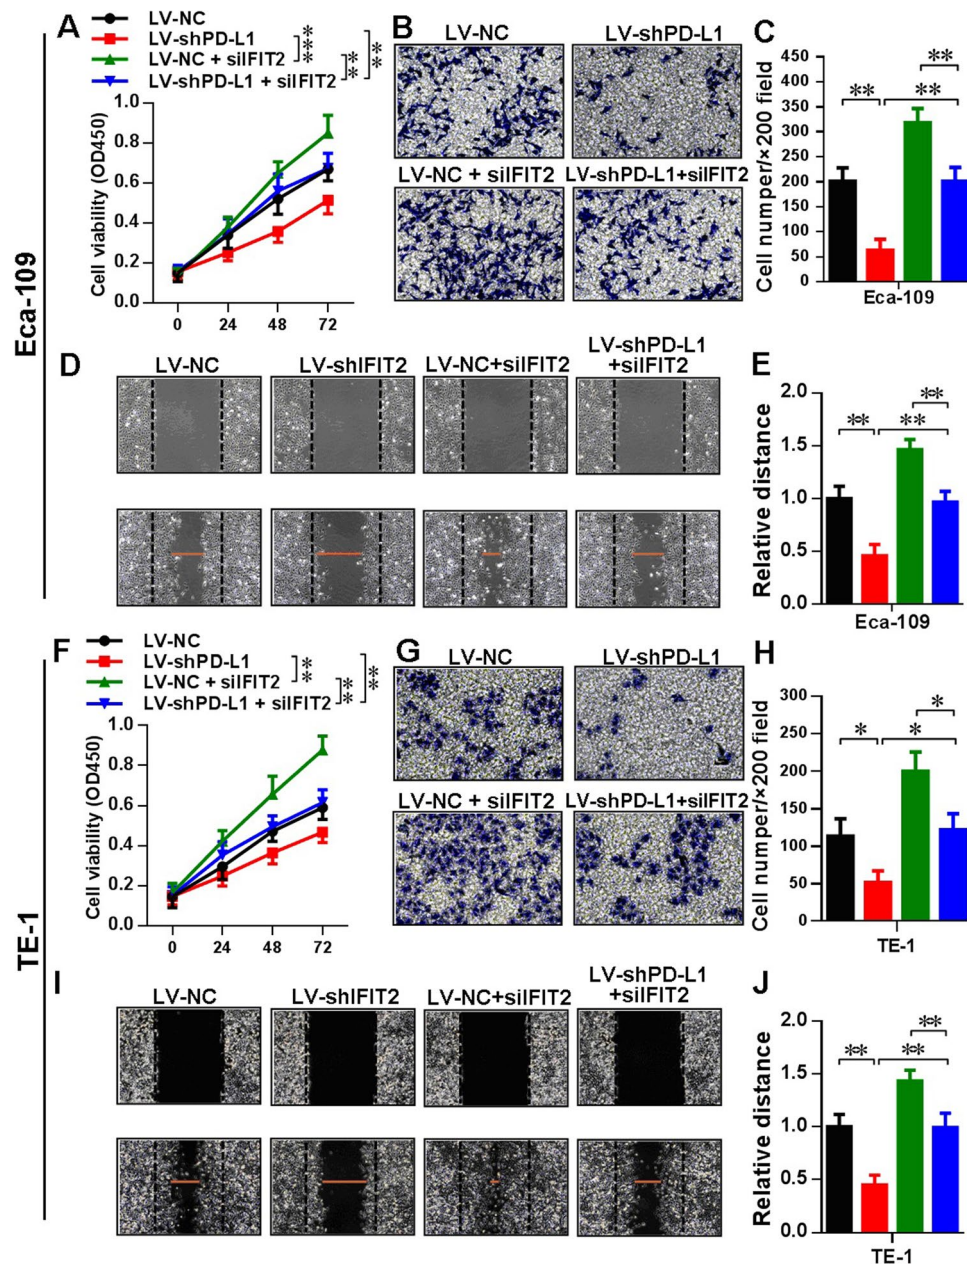 Eca-109
A
LV-NC
LV-shPD-L1
LV-NC + siIFIT2
LV-shPD-L1 + siIFIT2
***
**
**
Cell viability (OD450)
1.0
0.8
0.6
0.4
0.2
0.0
0 24 48 72
B
LV-NC LV-shPD-L1
LV-NC + siIFIT2 LV-shPD-L1+siIFIT2
C
Cell numper/×200 field
450
350
300
250
200
150
100
50
0
** ** **
Eca-109
D
LV-NC LV-shIFIT2 LV-NC+siIFIT2 LV-shPD-L1
+siIFIT2
E
Relative distance
2.0
1.5
1.0
0.5
0.0
** ** **
Eca-109
TE-1
F
LV-NC
LV-shPD-L1
LV-NC + siIFIT2
LV-shPD-L1 + siIFIT2
**
**
**
Cell viability (OD450)
1.0
0.8
0.6
0.4
0.2
0.0
0 24 48 72
G
LV-NC LV-shPD-L1
LV-NC + siIFIT2 LV-shPD-L1+siIFIT2
H
Cell numper/×200 field
300
250
200
150
100
50
0
* * *
TE-1
I
LV-NC LV-shIFIT2 LV-NC+siIFIT2 LV-shPD-L1
+siIFIT2
J
Relative distance
2.0
1.5
1.0
0.5
0.0
** ** **
TE-1